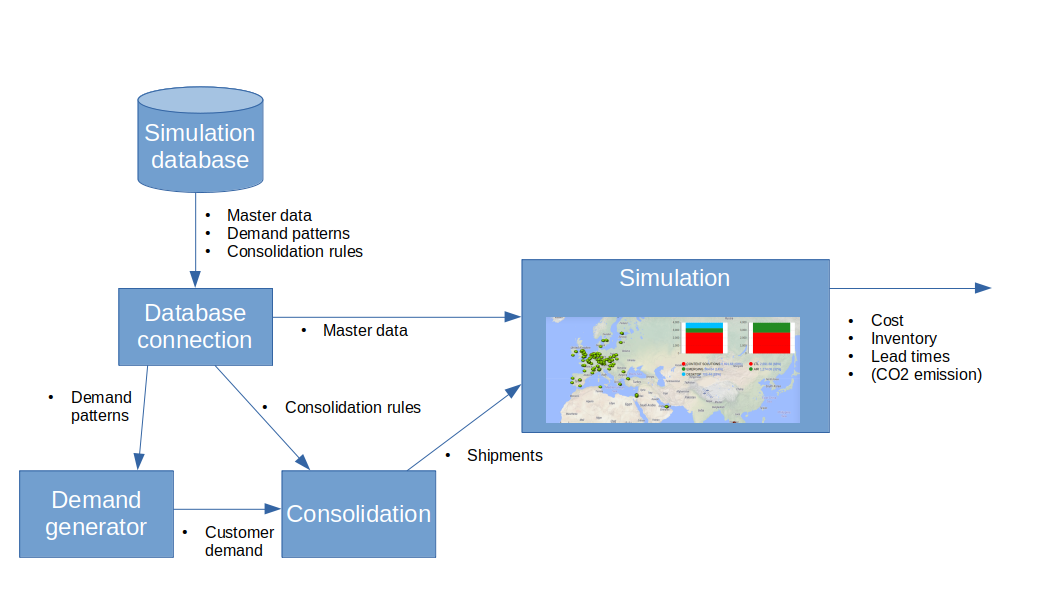 Simulation
database
• Master data
• Demand patterns
• Consolidation rules
Database
connection
• Master data
Simulation
• Cost
• Inventory
• Lead times
• (CO2 emission)
• Demand
patterns
• Consolidation rules
• Shipments
Demand
generator
• Customer
demand
Consolidation